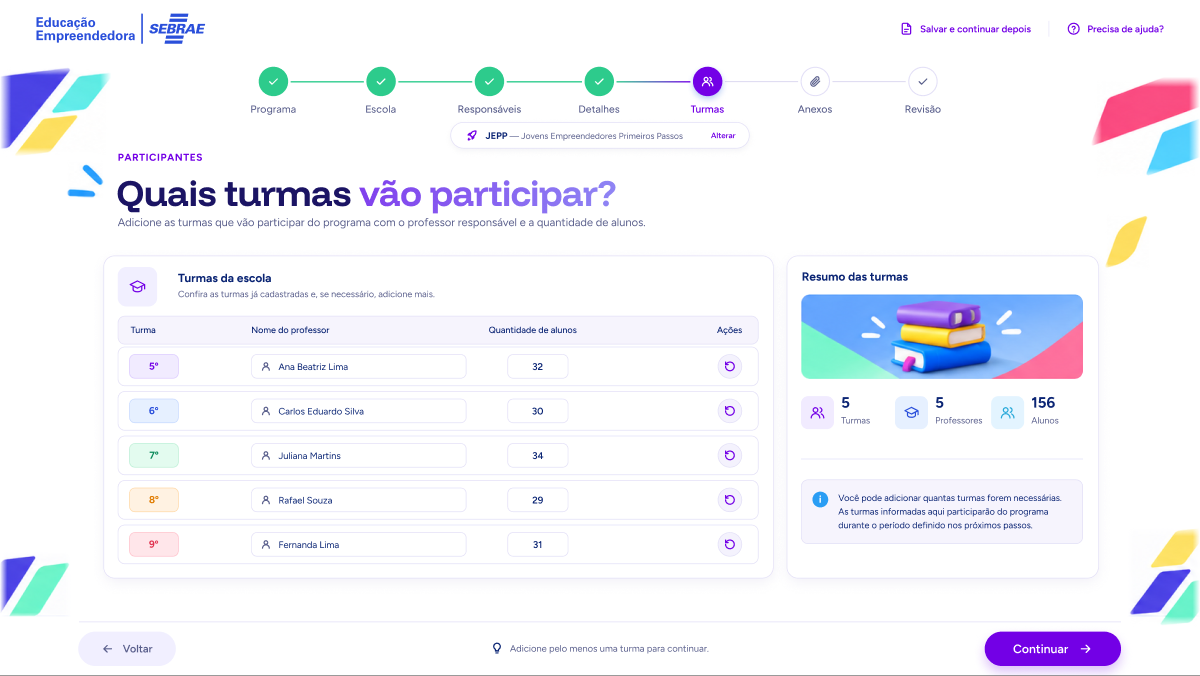 Educação
Empreendedora
SEBRAE
Salvar e continuar depois
Precisa de ajuda?
Programa
Escola
Responsáveis
Detalhes
Turmas
Anexos
Revisão
JEPP — Jovens Empreendedores Primeiros Passos
Alterar
PARTICIPANTES
Quais turmas vão participar?
Adicione as turmas que vão participar do programa com o professor responsável e a quantidade de alunos.
Turmas da escola
Confira as turmas já cadastradas e, se necessário, adicione mais.
Turma Nome do professor Quantidade de alunos Ações
5º Ana Beatriz Lima 32
6º Carlos Eduardo Silva 30
7º Juliana Martins 34
8º Rafael Souza 29
9º Fernanda Lima 31
Resumo das turmas
5 Turmas
5 Professores
156 Alunos
Você pode adicionar quantas turmas forem necessárias.
As turmas informadas aqui participarão do programa
durante o período definido nos próximos passos.
Voltar
Adicione pelo menos uma turma para continuar.
Continuar